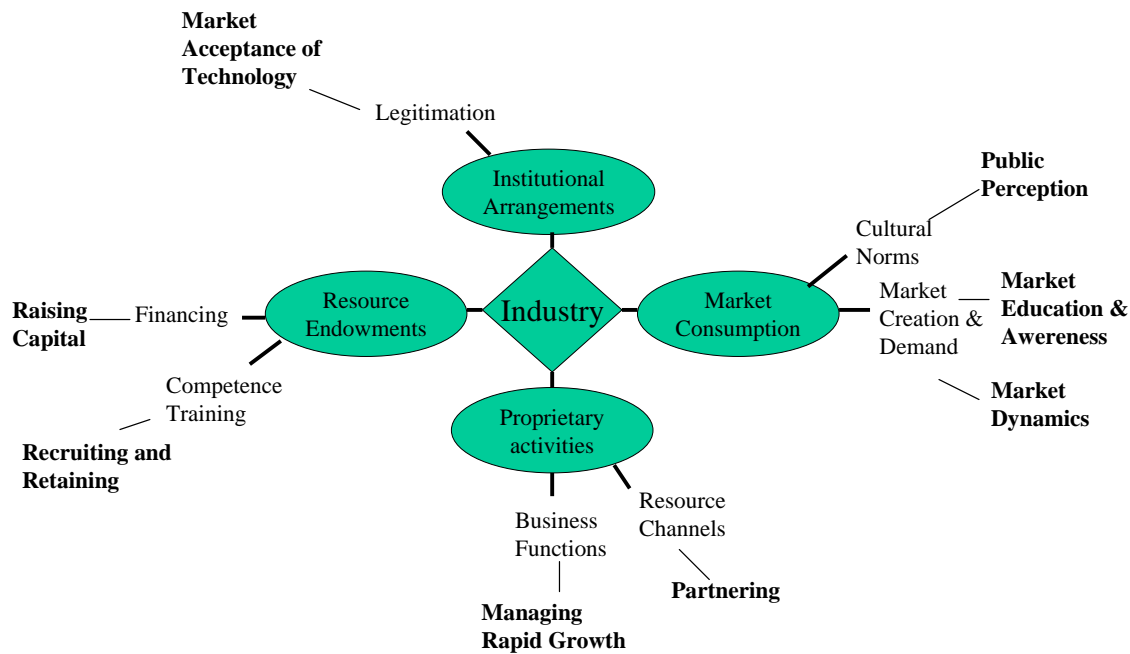 Market
Acceptance of
Technology
Legitimation
Institutional
Arrangements
Public
Perception
Cultural
Norms
Raising
Capital
Financing
Resource
Endowments
Industry
Market
Consumption
Market
Creation &
Demand
Market
Education &
Awereness
Competence
Training
Market
Dynamics
Recruiting and
Retaining
Proprietary
activities
Business
Functions
Resource
Channels
Partnering
Managing
Rapid Growth